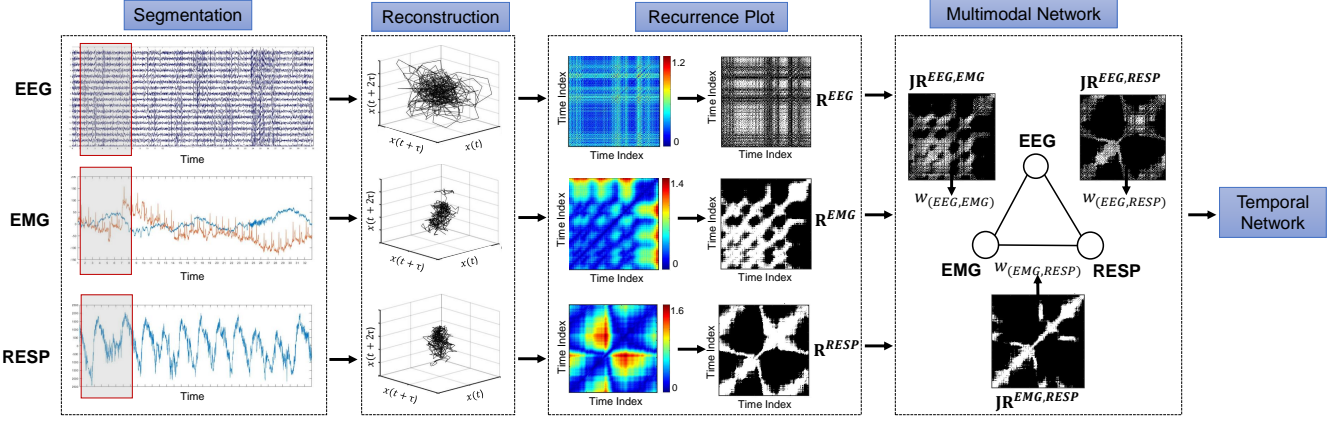 Segmentation
Reconstruction
Recurrence Plot
Multimodal Network
EEG
Time
x(t + 2τ)
x(t + τ)
x(t)
Time Index
Time Index
1.2
0
Time Index
Time Index
R^EEG
EMG
Time
x(t + 2τ)
x(t + τ)
x(t)
Time Index
Time Index
1.4
0
Time Index
Time Index
R^EMG
RESP
Time
x(t + 2τ)
x(t + τ)
x(t)
Time Index
Time Index
1.6
0
Time Index
Time Index
R^RESP
JR^EEG,EMG
JR^EEG,RESP
EEG
w(EEG,EMG)
w(EEG,RESP)
EMG
w(EMG,RESP)
RESP
JR^EMG,RESP
Temporal
Network